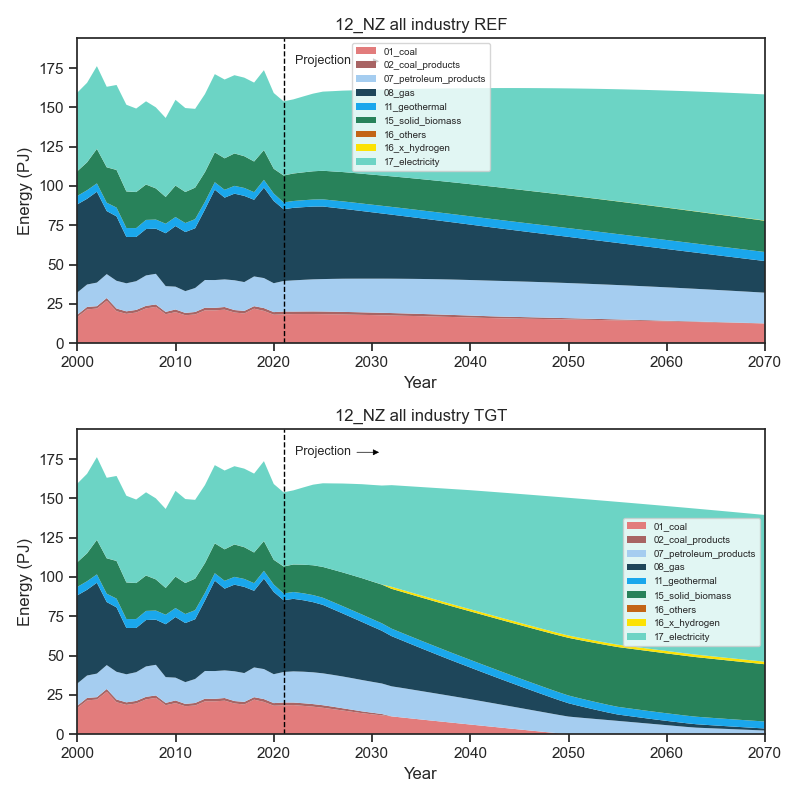 12_NZ all industry REF
Energy (PJ)
175
150
125
100
75
50
25
0
Projection
01_coal
02_coal_products
07_petroleum_products
08_gas
11_geothermal
15_solid_biomass
16_others
16_x_hydrogen
17_electricity
2000 2010 2020 2030 2040 2050 2060 2070
Year
12_NZ all industry TGT
Energy (PJ)
175
150
125
100
75
50
25
0
Projection
01_coal
02_coal_products
07_petroleum_products
08_gas
11_geothermal
15_solid_biomass
16_others
16_x_hydrogen
17_electricity
2000 2010 2020 2030 2040 2050 2060 2070
Year